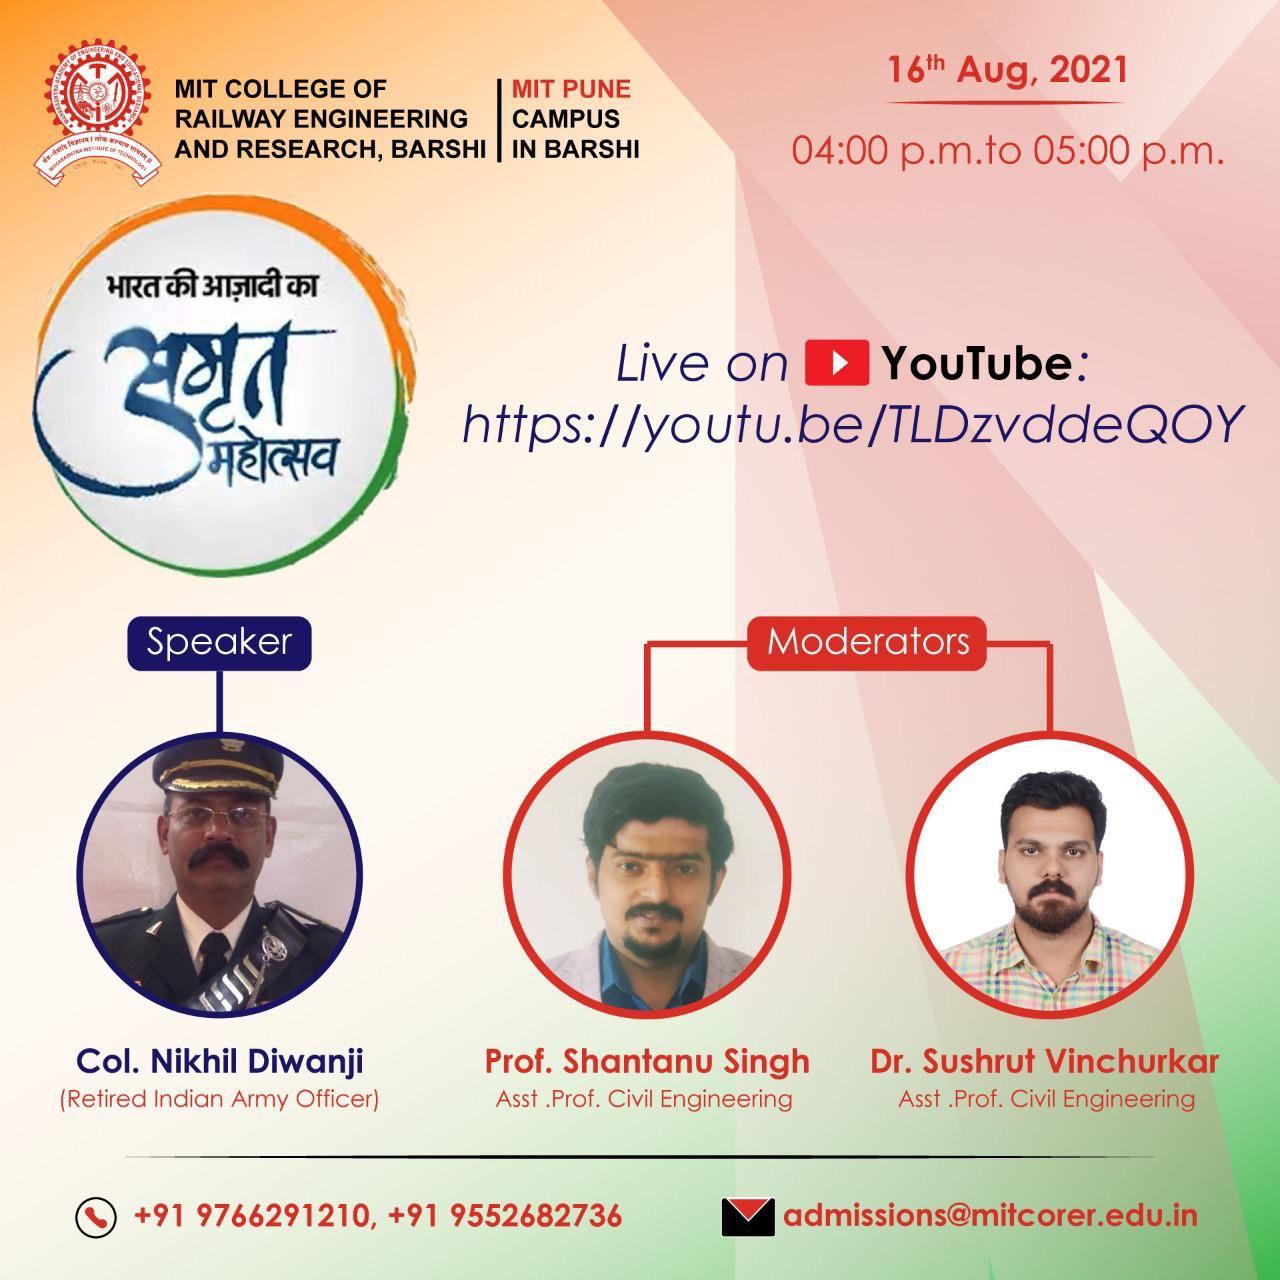 MIT COLLEGE OF
RAILWAY ENGINEERING
AND RESEARCH, BARSHI
MIT PUNE
CAMPUS
IN BARSHI
16th Aug, 2021
04:00 p.m.to 05:00 p.m.
भारत की आज़ादी का
अमृत
महोत्सव
Live on YouTube:
https://youtu.be/TLDzvddeQOY
Speaker
Moderators
Col. Nikhil Diwanji
(Retired Indian Army Officer)
Prof. Shantanu Singh
Asst .Prof. Civil Engineering
Dr. Sushrut Vinchurkar
Asst .Prof. Civil Engineering
+91 9766291210, +91 9552682736
admissions@mitcorer.edu.in